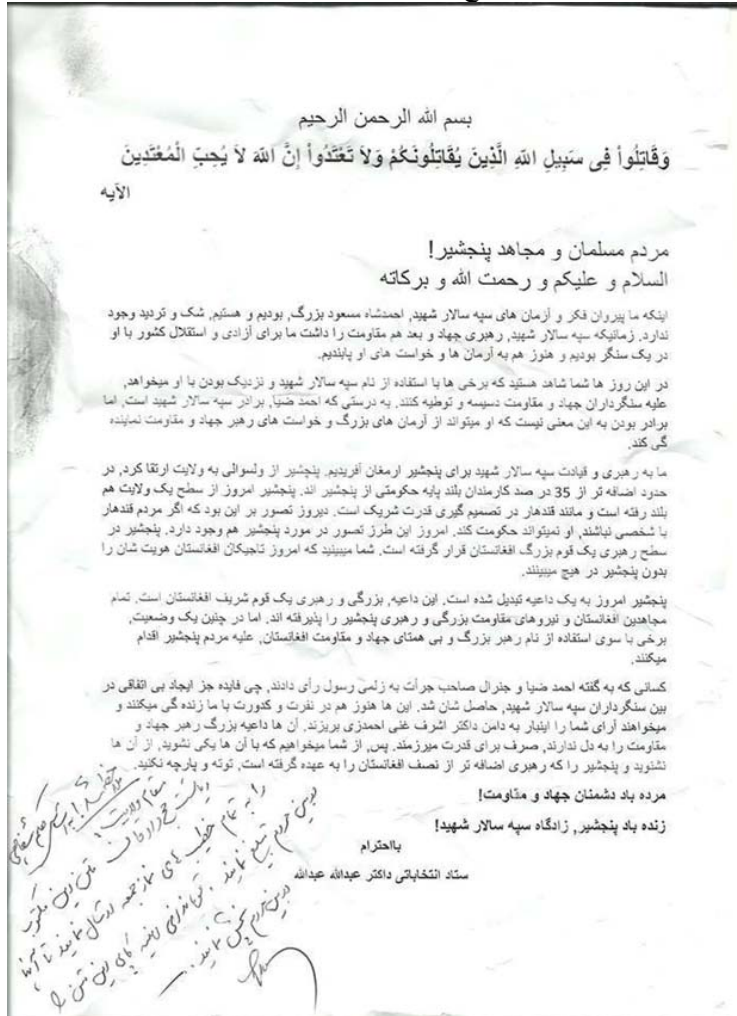 بسم الله الرحمن الرحیم
وَقَاتِلُواْ فِی سَبِیلِ اللّهِ الَّذِینَ یُقَاتِلُونَکُمْ وَلاَ تَعْتَدُواْ إِنَّ اللّهَ لاَ یُحِبِّ الْمُعْتَدِینَ
الآیه
مردم مسلمان و مجاهد پنجشیر!
السلام و علیکم و رحمت الله و برکاته
اینکه ما پیروان فکر و آرمان های سپه سالار شهید, احمدشاه مسعود بزرگ, بودیم و هستیم, شک و تردید وجود
ندارد. زمانیکه سپه سالار شهید, رهبری جهاد و بعد هم مقاومت را داشت ما برای آزادی و استقلال کشور با او
در یک سنگر بودیم و هنوز هم به آرمان ها و خواست های او پابندیم.
در این روز ها شما شاهد هستید که برخی ها با استفاده از نام سپه سالار شهید و نزدیک بودن با او میخواهد,
علیه سنگرداران جهاد و مقاومت دسیسه و توطیه کنند. به درستی که احمد ضیا, برادر سپه سالار شهید است, اما
برادر بودن به این معنی نیست که او میتواند از آرمان های بزرگ و خواست های رهبر جهاد و مقاومت نماینده
گی کند.
ما به رهبری و قیادت سپه سالار شهید برای پنجشیر ارمغان آفریدیم. پنجشیر از ولسوالی به ولایت ارتقا کرد, در
حدود اضافه تر از 35 در صد کارمندان بلند پایه حکومتی از پنجشیر اند. پنجشیر امروز از سطح یک ولایت هم
بلند رفته است و مانند قندهار در تصمیم گیری قدرت شریک است. دیروز تصور بر این بود که اگر مردم قندهار
با شخصی نباشند, او نمیتواند حکومت کند. امروز این طرز تصور در مورد پنجشیر هم وجود دارد. پنجشیر در
سطح رهبری یک قوم بزرگ افغانستان قرار گرفته است. شما میبینید که امروز تاجیکان افغانستان هویت شان را
بدون پنجشیر در هیچ میبینند.
پنجشیر امروز به یک داعیه تبدیل شده است. این داعیه, بزرگی و رهبری یک قوم شریف افغانستان است. تمام
مجاهدین افغانستان و نیروهای مقاومت بزرگی و رهبری پنجشیر را پذیرفته اند. اما در چنین یک وضعیت,
برخی با سوی استفاده از نام رهبر بزرگ و بی همتای جهاد و مقاومت افغانستان, علیه مردم پنجشیر اقدام
میکنند.
کسانی که به گفته احمد ضیا و جنرال صاحب جرأت به زلمی رسول رأی دادند, چی فایده جز ایجاد بی اتفاقی در
بین سنگرداران سپه سالار شهید, حاصل شان شد. این ها هنوز هم در نفرت و کدورت با ما زنده گی میکنند و
میخواهند آرای شما را اینبار به دامن داکتر اشرف غنی احمدزی بریزند. آن ها داعیه بزرگ رهبر جهاد و
مقاومت را به دل ندارند, صرف برای قدرت میرزمند. پس, از شما میخواهیم که با آن ها یکی نشوید, از آن ها
نشنوید و پنجشیر را که رهبری اضافه تر از نصف افغانستان را به عهده گرفته است, توته و پارچه نکنید.
مرده باد دشمنان جهاد و مقاومت!
زنده باد پنجشیر, زادگاه سپه سالار شهید!
بااحترام
ستاد انتخاباتی داکتر عبدالله عبدالله
مقام ولایت
را به تمام خطیب های نماز جمعه ارسال نمایند تا آنها